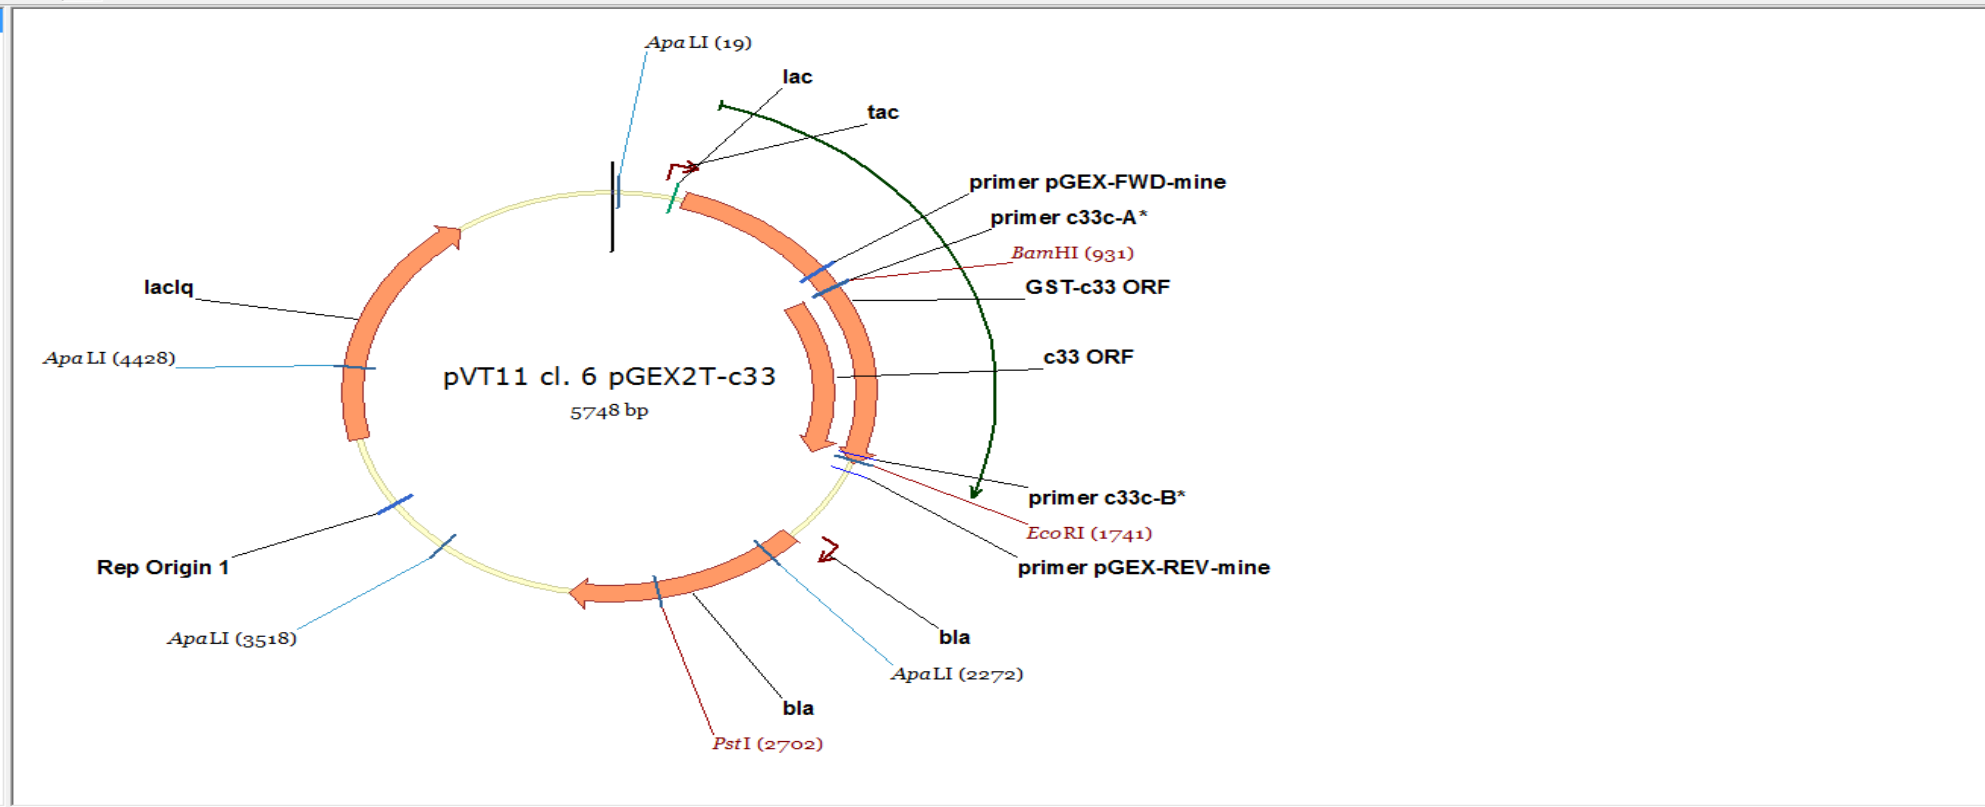 ApaLI (19)
lac
tac
primer pGEX-FWD-mine
primer c33c-A*
BamHI (931)
GST-c33 ORF
lacIq
c33 ORF
ApaLI (4428)
pVT11 cl. 6 pGEX2T-c33
5748 bp
primer c33c-B*
EcoRI (1741)
primer pGEX-REV-mine
Rep Origin 1
ApaLI (3518)
bla
ApaLI (2272)
bla
PstI (2702)